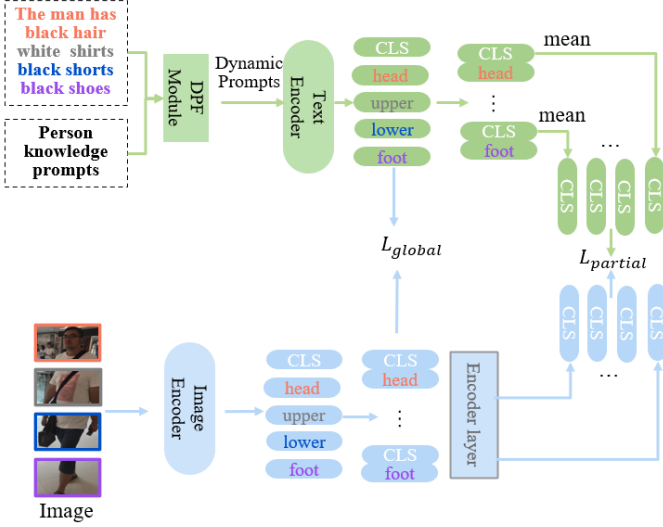 The man has
black hair
white shirts
black shorts
black shoes
Person
knowledge
prompts
DPF
Module
Dynamic
Prompts
Text
Encoder
CLS
head
upper
lower
foot
CLS
head
⋮
CLS
foot
mean
mean
...
CLS
CLS
CLS
CLS
L_global
L_partial
CLS
CLS
CLS
CLS
...
Image
Image
Encoder
CLS
head
upper
lower
foot
CLS
head
⋮
CLS
foot
Encoder layer